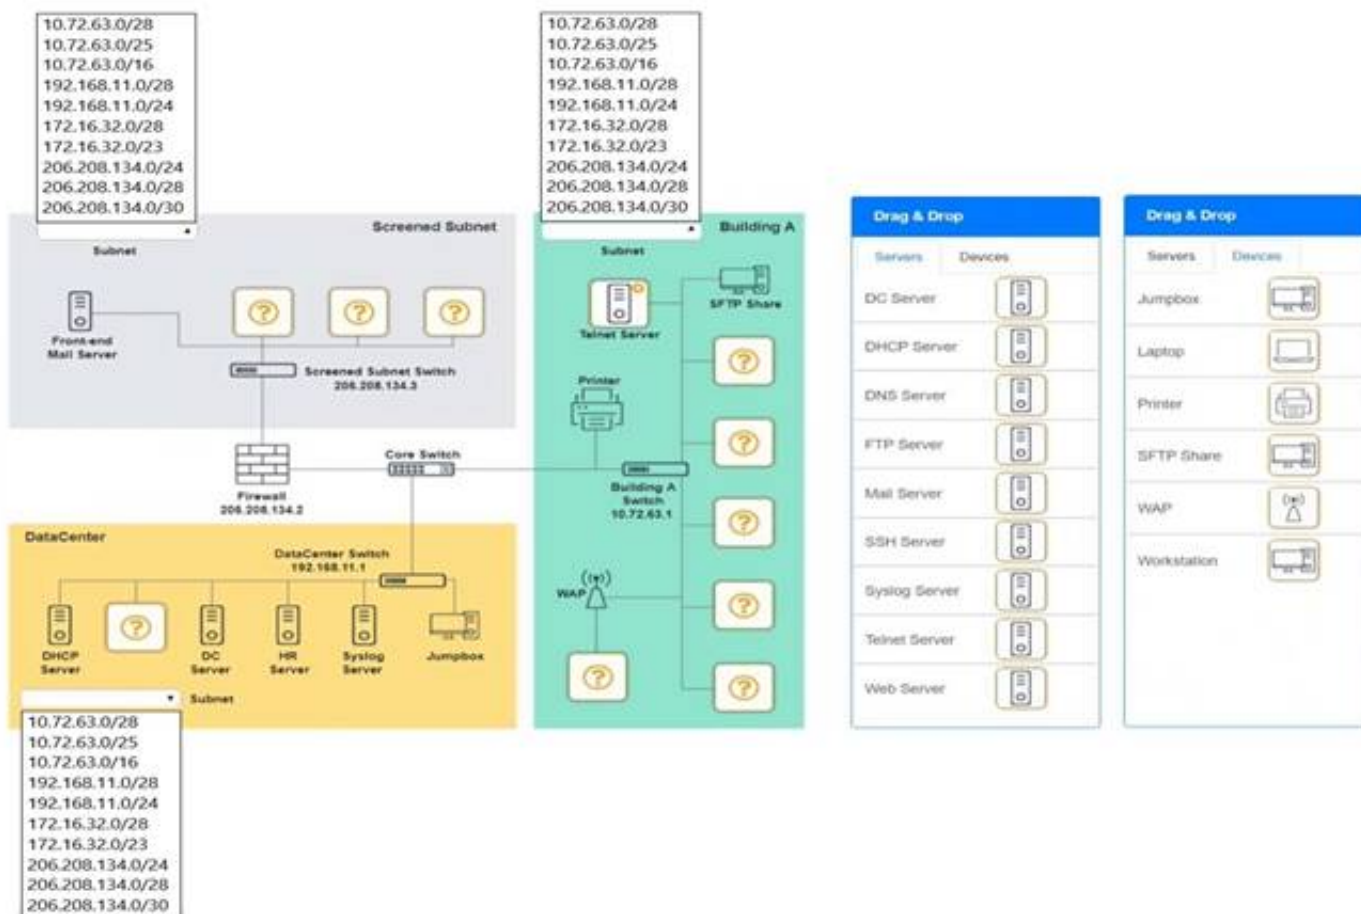 10.72.63.0/28
10.72.63.0/25
10.72.63.0/16
192.168.11.0/28
192.168.11.0/24
172.16.32.0/28
172.16.32.0/23
206.208.134.0/24
206.208.134.0/28
206.208.134.0/30
Subnet
Screened Subnet
Front-end
Mail Server
?
?
?
Screened Subnet Switch
206.208.134.3
Firewall
206.208.134.2
Core Switch
10.72.63.0/28
10.72.63.0/25
10.72.63.0/16
192.168.11.0/28
192.168.11.0/24
172.16.32.0/28
172.16.32.0/23
206.208.134.0/24
206.208.134.0/28
206.208.134.0/30
Building A
Subnet
Telnet Server
SFTP Share
?
Printer
?
Building A
Switch
10.72.63.1
?
WAP
?
?
?
DataCenter
DataCenter Switch
192.168.11.1
DHCP
Server
?
DC
Server
HR
Server
Syslog
Server
Jumpbox
Subnet
10.72.63.0/28
10.72.63.0/25
10.72.63.0/16
192.168.11.0/28
192.168.11.0/24
172.16.32.0/28
172.16.32.0/23
206.208.134.0/24
206.208.134.0/28
206.208.134.0/30
Drag & Drop
Servers Devices
DC Server
DHCP Server
DNS Server
FTP Server
Mail Server
SSH Server
Syslog Server
Telnet Server
Web Server
Drag & Drop
Servers Devices
Jumpbox
Laptop
Printer
SFTP Share
WAP
Workstation